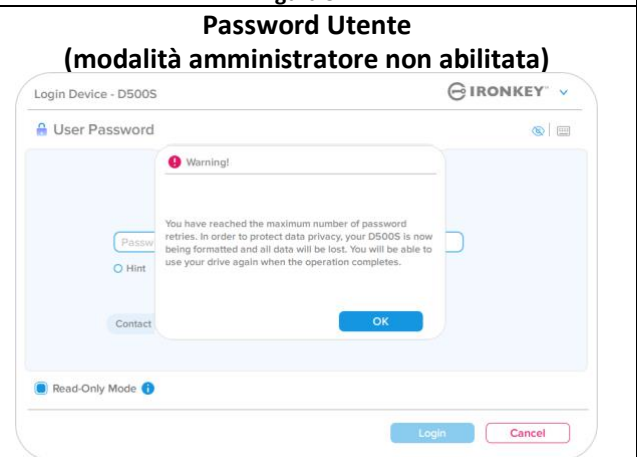 Password Utente
(modalità amministratore non abilitata)
Login Device - D500S
IRONKEY
User Password
Warning!
You have reached the maximum number of password
retries. In order to protect data privacy, your D500S is now
being formatted and all data will be lost. You will be able to
use your drive again when the operation completes.
Passw
Hint
Contact
OK
Read-Only Mode
Login
Cancel